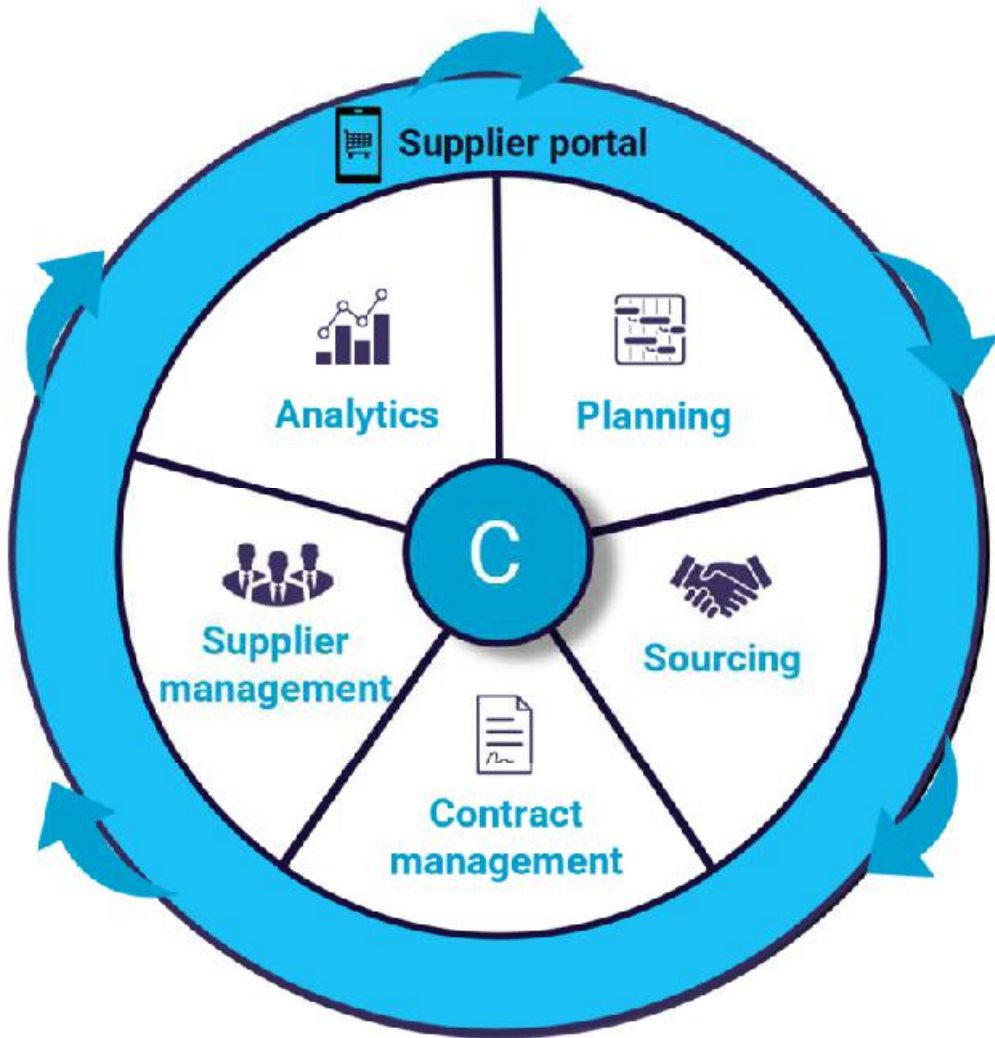 Supplier portal
Analytics
Planning
C
Supplier
management
Sourcing
Contract
management